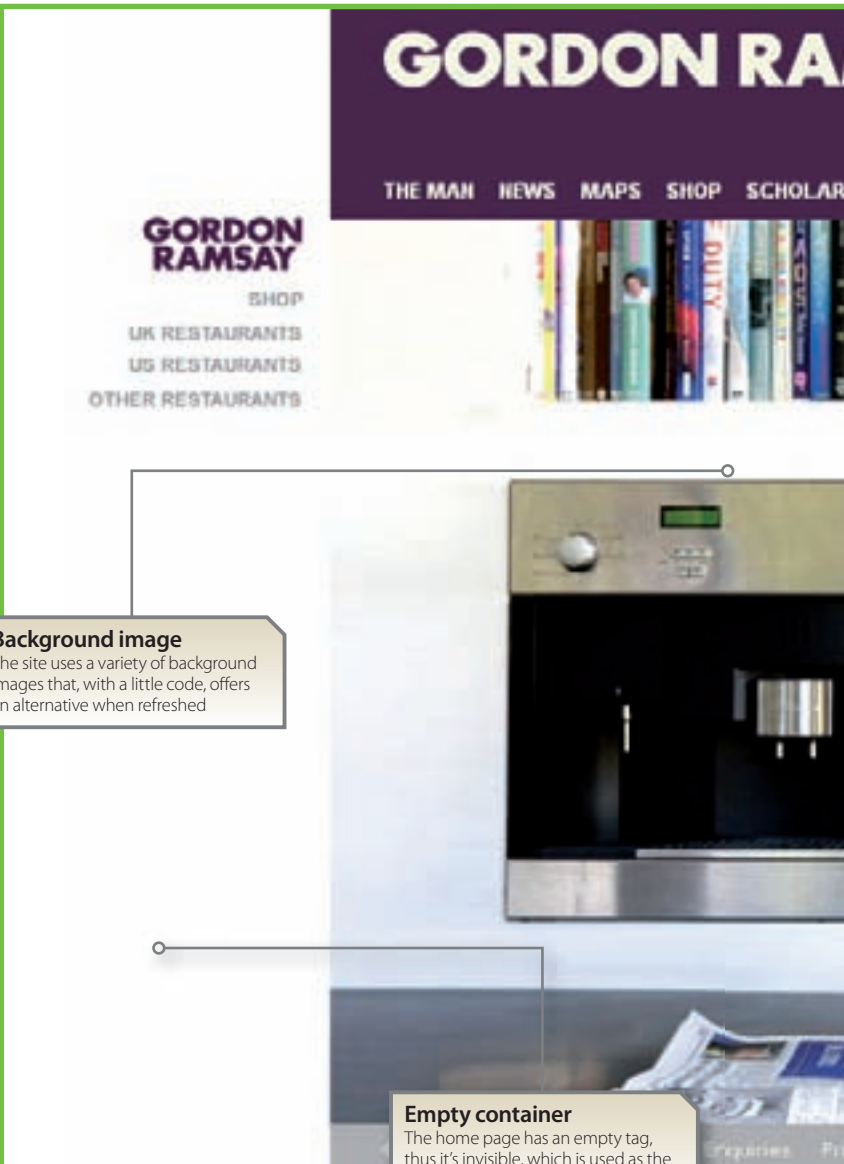 GORDON RA
THE MAN NEWS MAPS SHOP SCHOLAR
GORDON
RAMSAY
SHOP
UK RESTAURANTS
US RESTAURANTS
OTHER RESTAURANTS
DUTY
Background image
he site uses a variety of background
mages that, with a little code, offers
n alternative when refreshed
Empty container
The home page has an empty tag,
thus it's invisible, which is used as the
nquiries